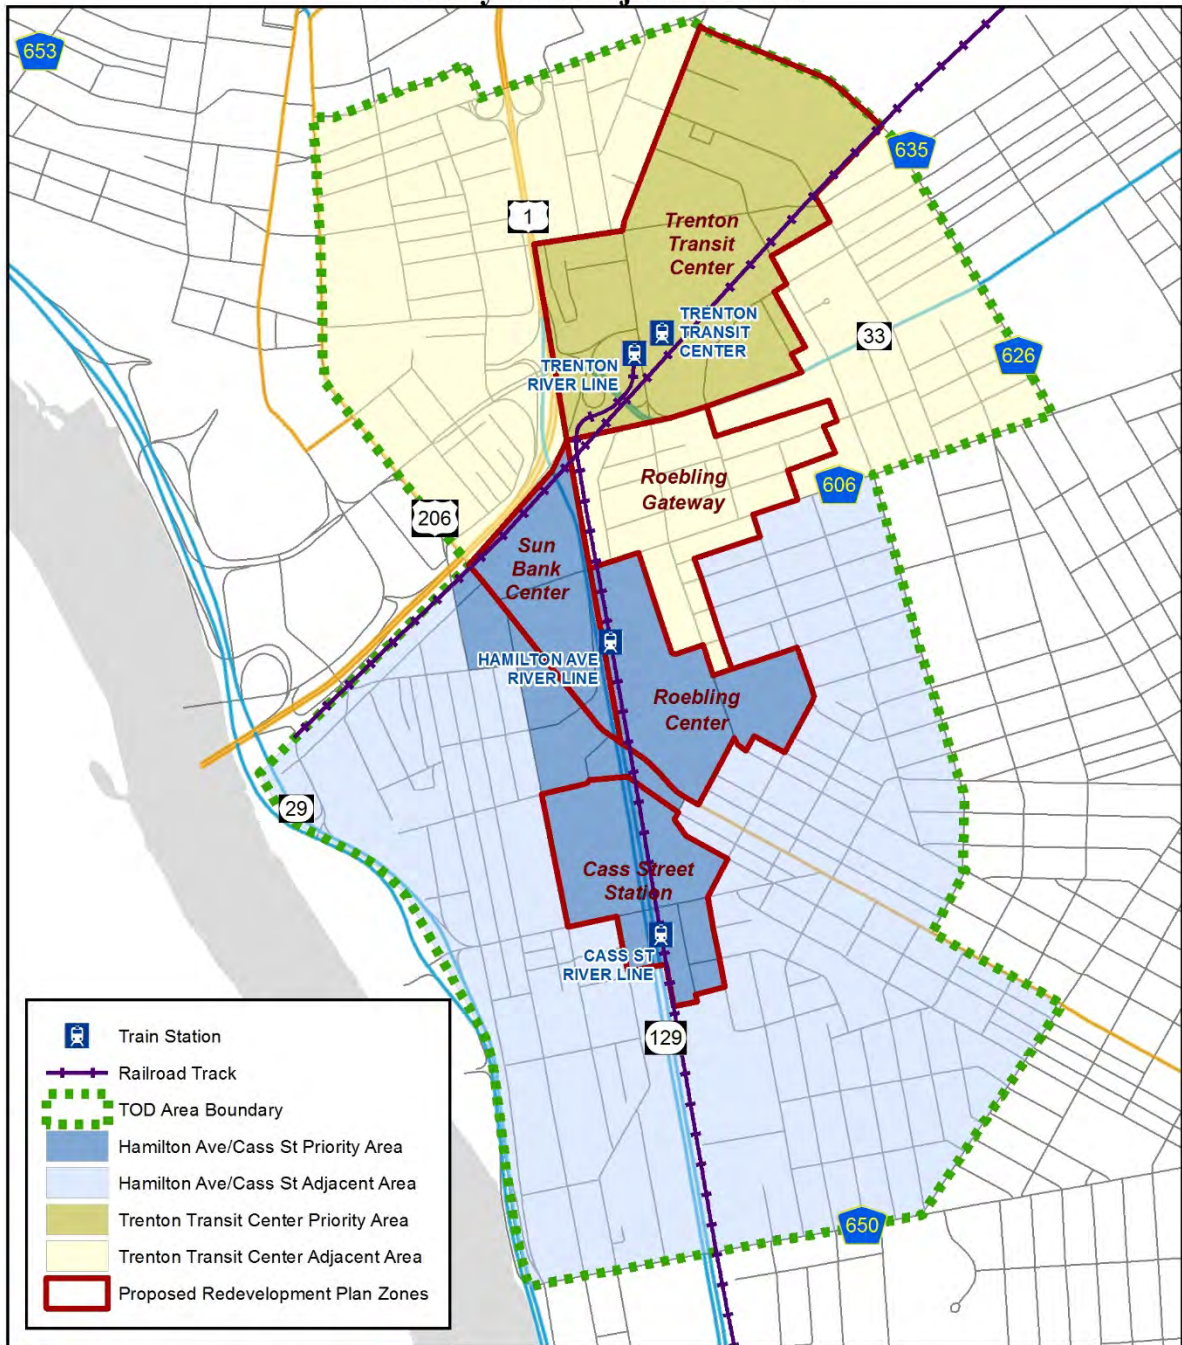 653
635
1
Trenton
Transit
Center
TRENTON
TRANSIT
CENTER
33
TRENTON
RIVER LINE
626
Roebling
Gateway
606
206
Sun
Bank
Center
HAMILTON AVE
RIVER LINE
Roebling
Center
29
Cass Street
Station
CASS ST
RIVER LINE
129
650
Train Station
Railroad Track
TOD Area Boundary
Hamilton Ave/Cass St Priority Area
Hamilton Ave/Cass St Adjacent Area
Trenton Transit Center Priority Area
Trenton Transit Center Adjacent Area
Proposed Redevelopment Plan Zones